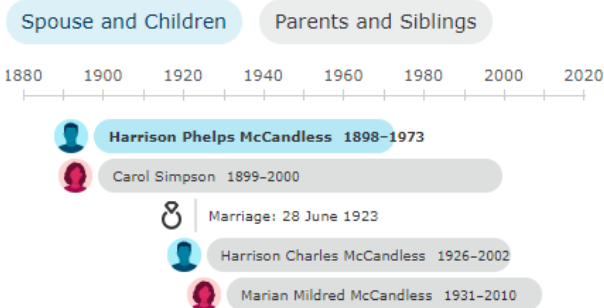 Spouse and Children Parents and Siblings
1880 1900 1920 1940 1960 1980 2000 2020
Harrison Phelps McCandless 1898–1973
Carol Simpson 1899–2000
Marriage: 28 June 1923
Harrison Charles McCandless 1926–2002
Marian Mildred McCandless 1931–2010